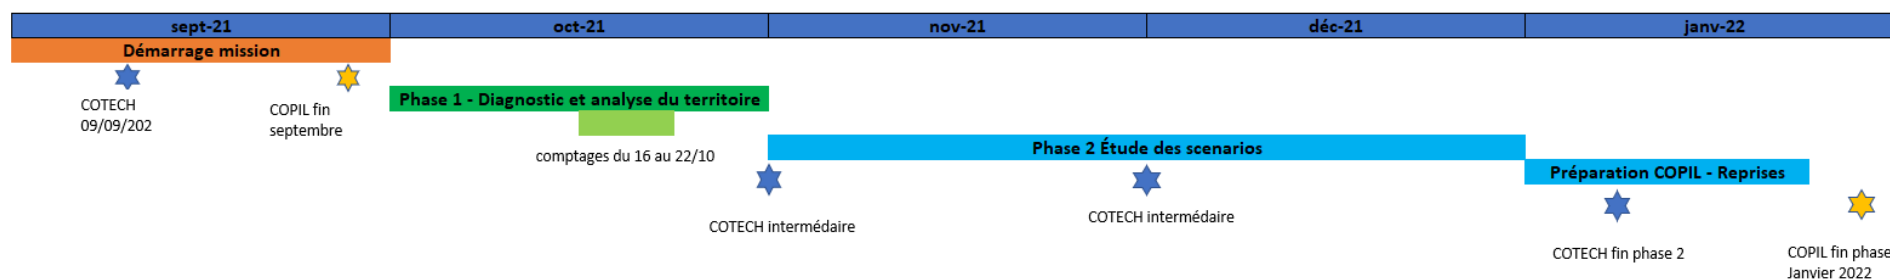 sept-21 oct-21 nov-21 déc-21 janv-22
Démarrage mission
COTECH
09/09/202
COPIL fin
septembre
Phase 1 - Diagnostic et analyse du territoire
comptages du 16 au 22/10
Phase 2 Étude des scenarios
COTECH intermédaire
COTECH intermédaire
Préparation COPIL - Reprises
COTECH fin phase 2
COPIL fin phase
Janvier 2022